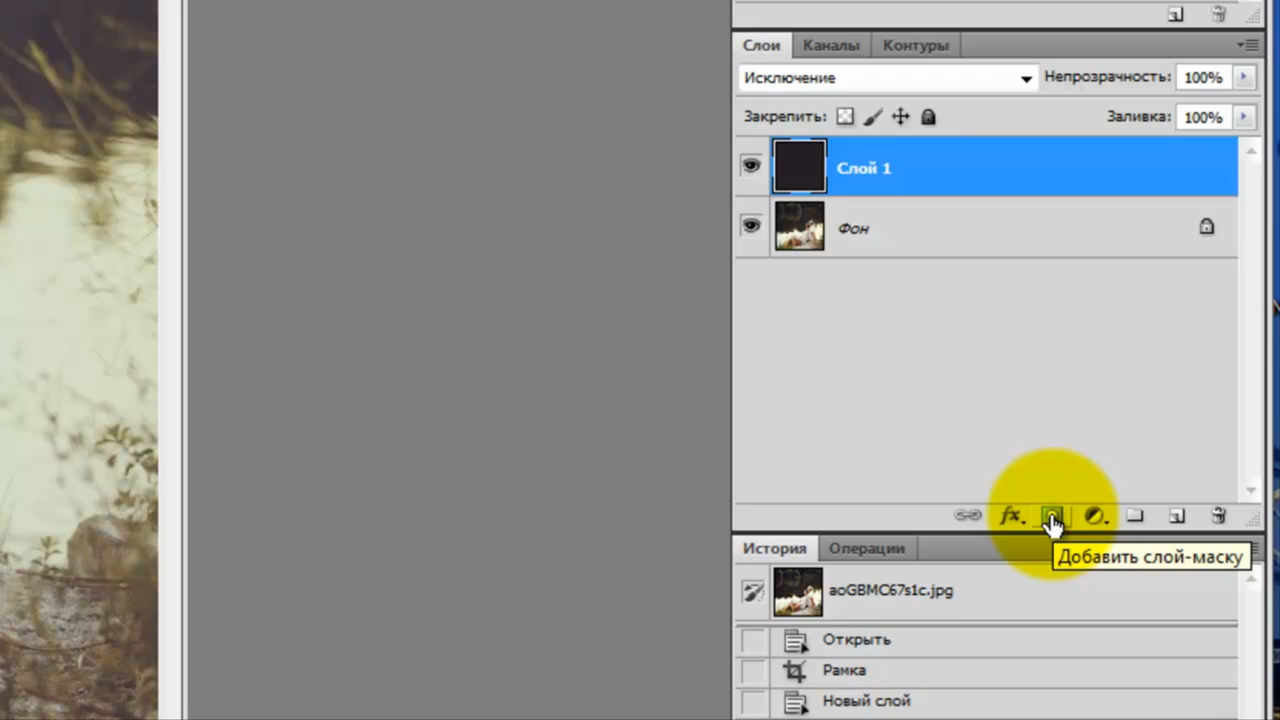 Слои Каналы Контуры
Исключение Непрозрачность: 100%
Закрепить: Заливка: 100%
Слой 1
Фон
fx
Добавить слой-маску
История Операции
aoGBMC67s1c.jpg
Открыть
Рамка
Новый слой